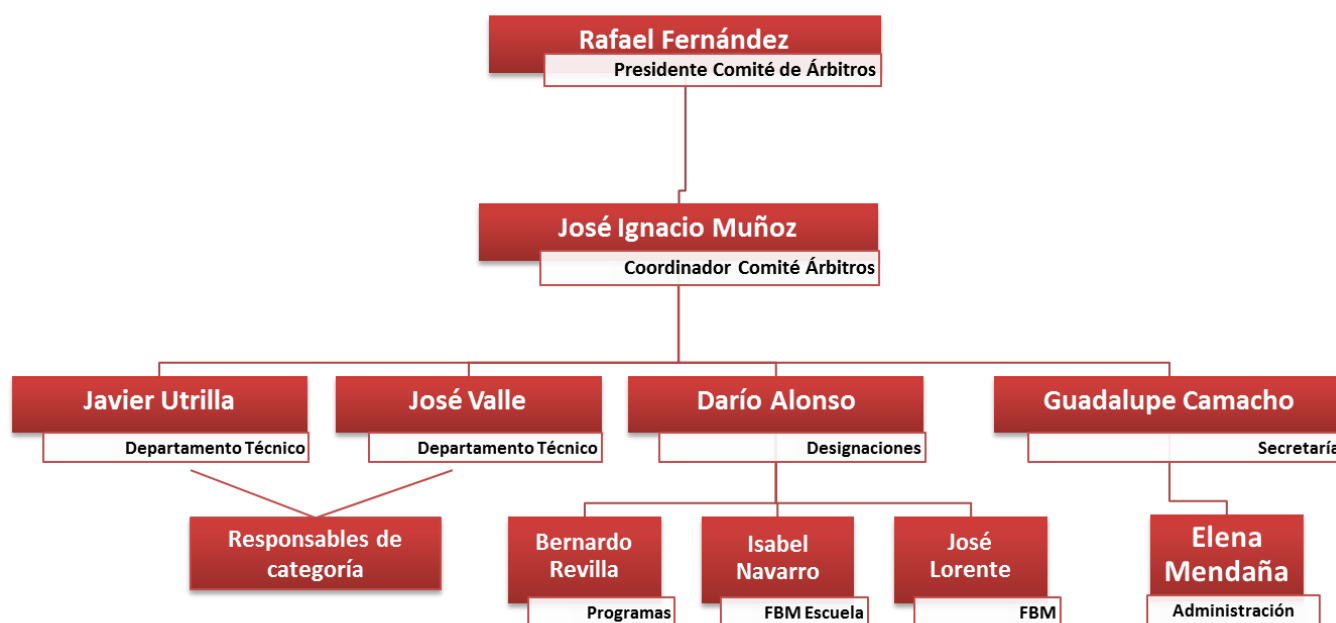 Rafael Fernández
Presidente Comité de Árbitros
José Ignacio Muñoz
Coordinador Comité Árbitros
Javier Utrilla
Departamento Técnico
José Valle
Departamento Técnico
Darío Alonso
Designaciones
Guadalupe Camacho
Secretaría
Responsables de
categoría
Bernardo
Revilla
Programas
Isabel
Navarro
FBM Escuela
José
Lorente
FBM
Elena
Mendaña
Administración